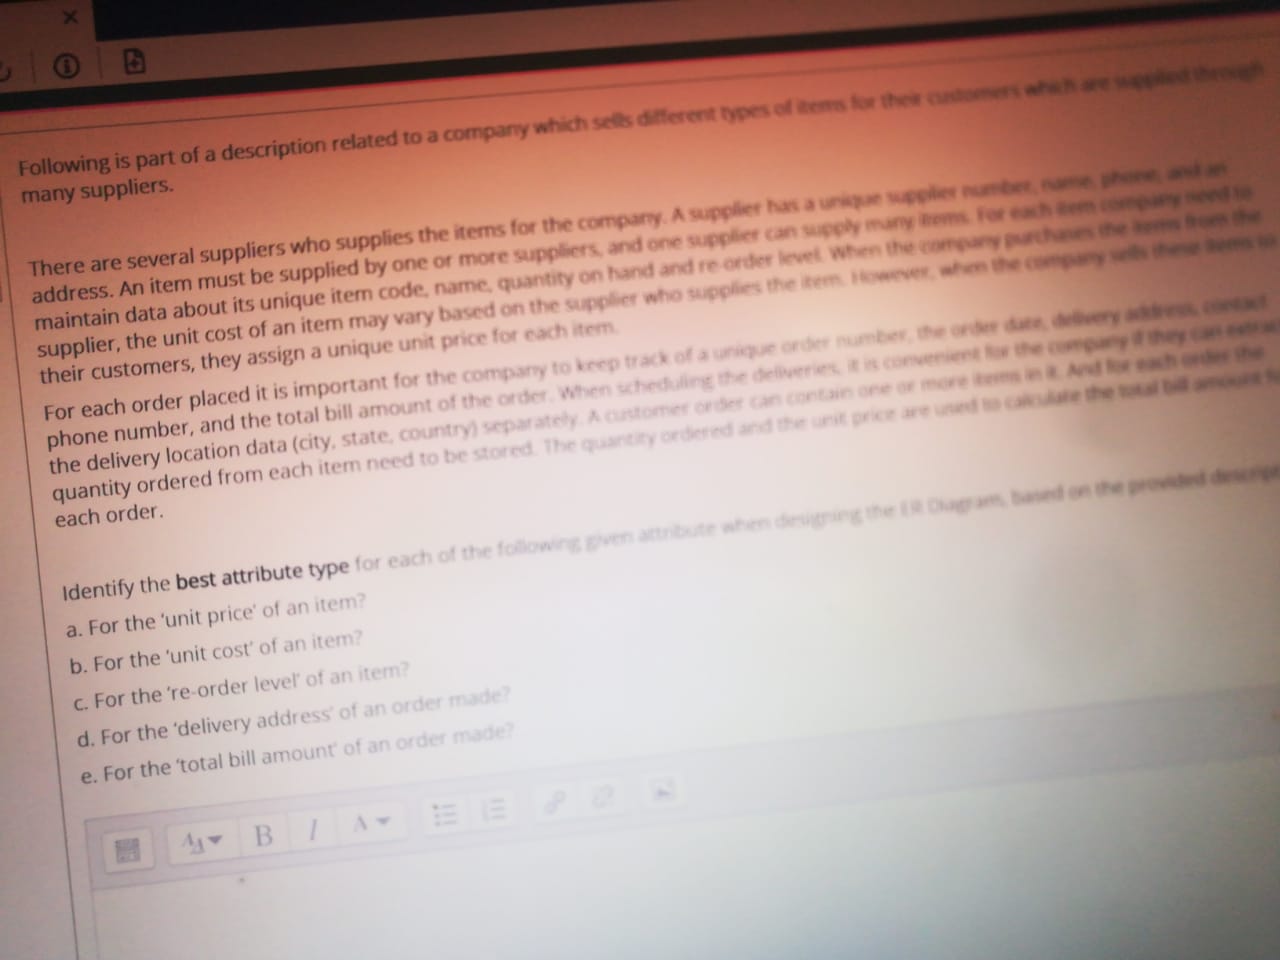 Following is part of a description related to a company which sells different types of items for their customers which are supplied through
many suppliers.
There are several suppliers who supplies the items for the company. A supplier has a unique supplier number, name, phone, and an
address. An item must be supplied by one or more suppliers, and one supplier can supply many items. For each item company need to
maintain data about its unique item code, name, quantity on hand and re-order level. When the company purchases the items from the
supplier, the unit cost of an item may vary based on the supplier who supplies the item. However, when the company sells these items to
their customers, they assign a unique unit price for each item.
For each order placed it is important for the company to keep track of a unique order number, the order date, delivery address, contact
phone number, and the total bill amount of the order. When scheduling the deliveries, it is convenient for the company if they can
the delivery location data (city, state, country) separately. A customer order can contain one or more items in it. And for each order the
quantity ordered from each item need to be stored. The quantity ordered and the unit price are used to calculate the total bill amount
each order.
Identify the best attribute type for each of the following given attribute when designing the ER Diagram, based on the provided
a. For the 'unit price' of an item?
b. For the 'unit cost' of an item?
c. For the 're-order level' of an item?
d. For the 'delivery address' of an order made?
e. For the 'total bill amount' of an order made?
B I A